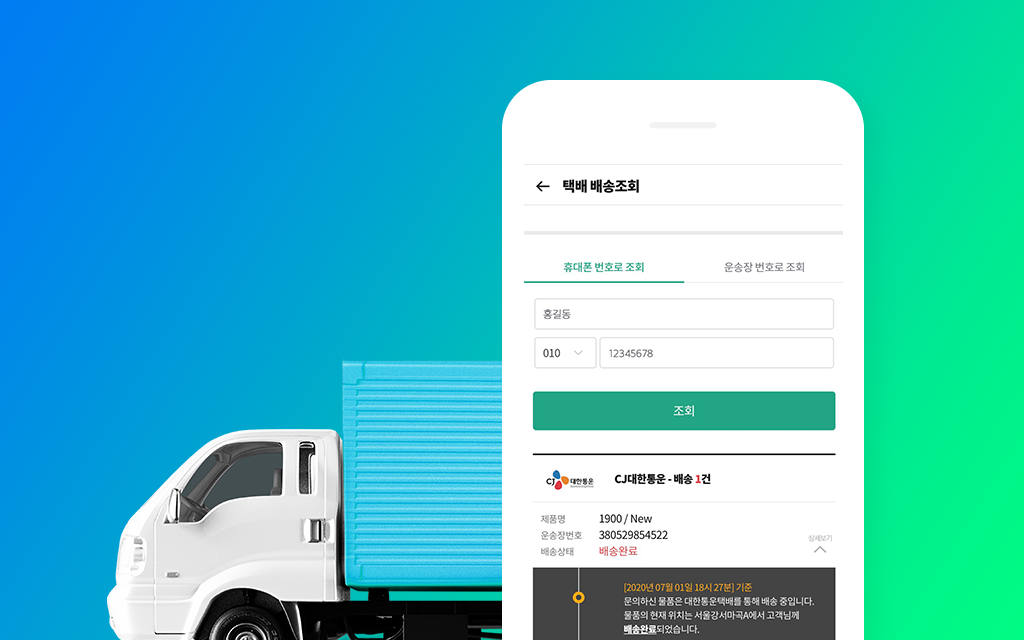 택배 배송조회
휴대폰 번호로 조회
운송장 번호로 조회
홍길동
010
12345678
조회
CJ 대한통운
CJ대한통운 - 배송 1건
제품명
1900 / New
운송장번호
380529854522
배송상태
배송완료
상세보기
[2020년 07월 01일 18시 27분] 기준
문의하신 물품은 대한통운택배를 통해 배송 중입니다.
물품의 현재 위치는 서울강서마곡A에서 고객님께
배송완료되었습니다.